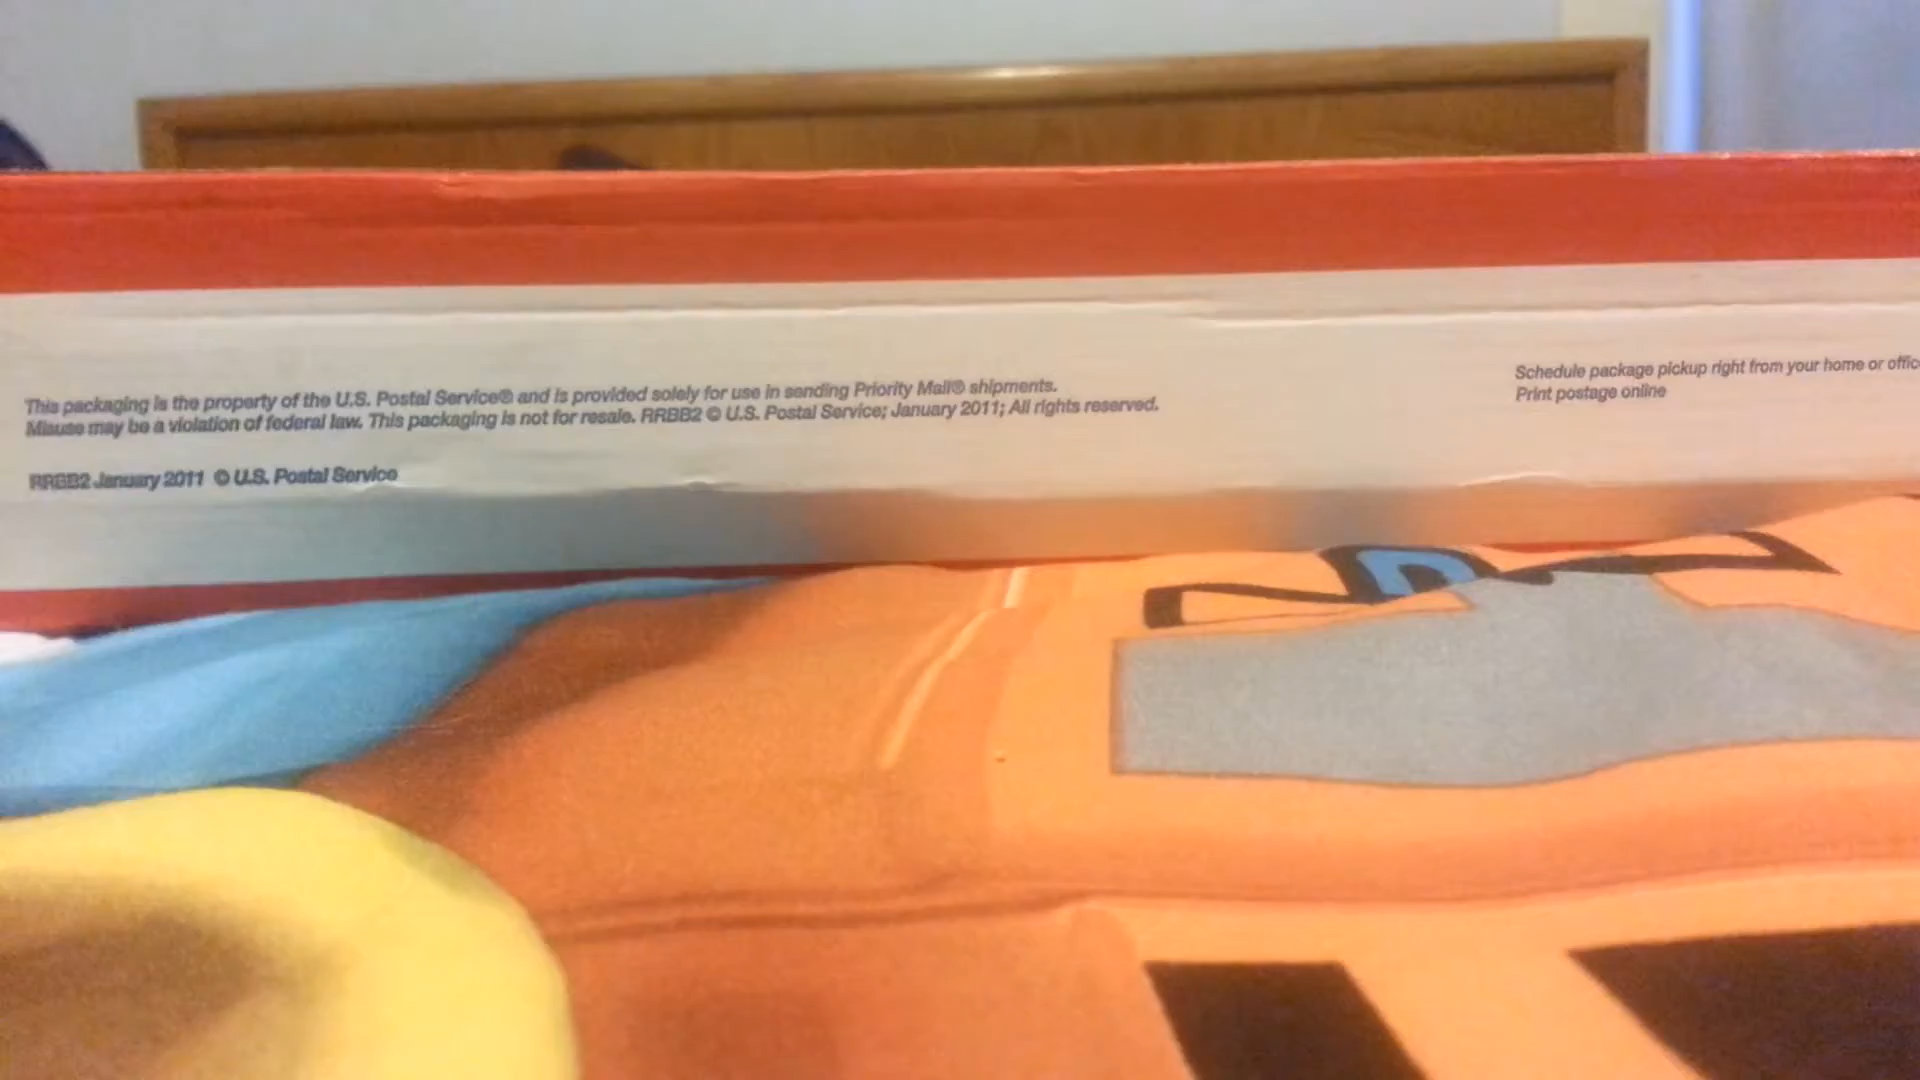 This packaging is the property of the U.S. Postal Service® and is provided solely for use in sending Priority Mail® shipments.
Misuse may be a violation of federal law. This packaging is not for resale. RRBB2 © U.S. Postal Service; January 2011; All rights reserved.
RRBB2 January 2011 © U.S. Postal Service
Schedule package pickup right from your home or offic
Print postage online